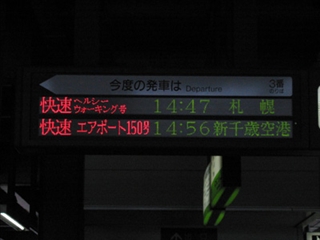 今度の発車は Departure 3番
快速 ヘルシーウォーキング号 14:47 札幌
快速 エアポート150号 14:56 新千歳空港